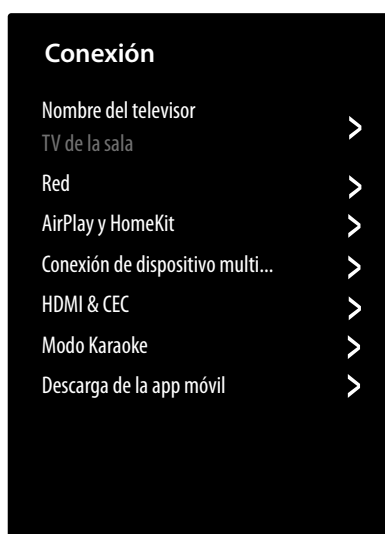 Conexión
Nombre del televisor
TV de la sala
Red
AirPlay y HomeKit
Conexión de dispositivo multi...
HDMI & CEC
Modo Karaoke
Descarga de la app móvil